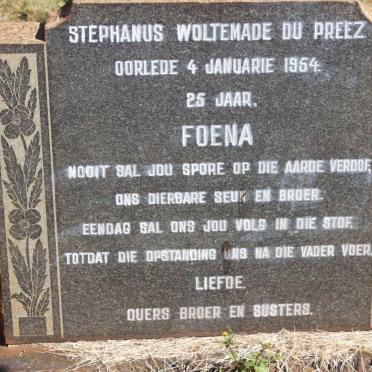 STEPHANUS WOLTEMADE DU PREEZ
OORLEDE 4 JANUARIE 1954.
25 JAAR.
FOENA
NOOIT SAL JOU SPORE OP DIE AARDE VERDOF,
ONS DIERBARE SEUN EN BROER.
EENDAG SAL ONS JOU VOLG IN DIE STOF,
TOTDAT DIE OPSTANDING ONS NA DIE VADER VOER.
LIEFDE.
OUERS BROER EN SUSTERS.